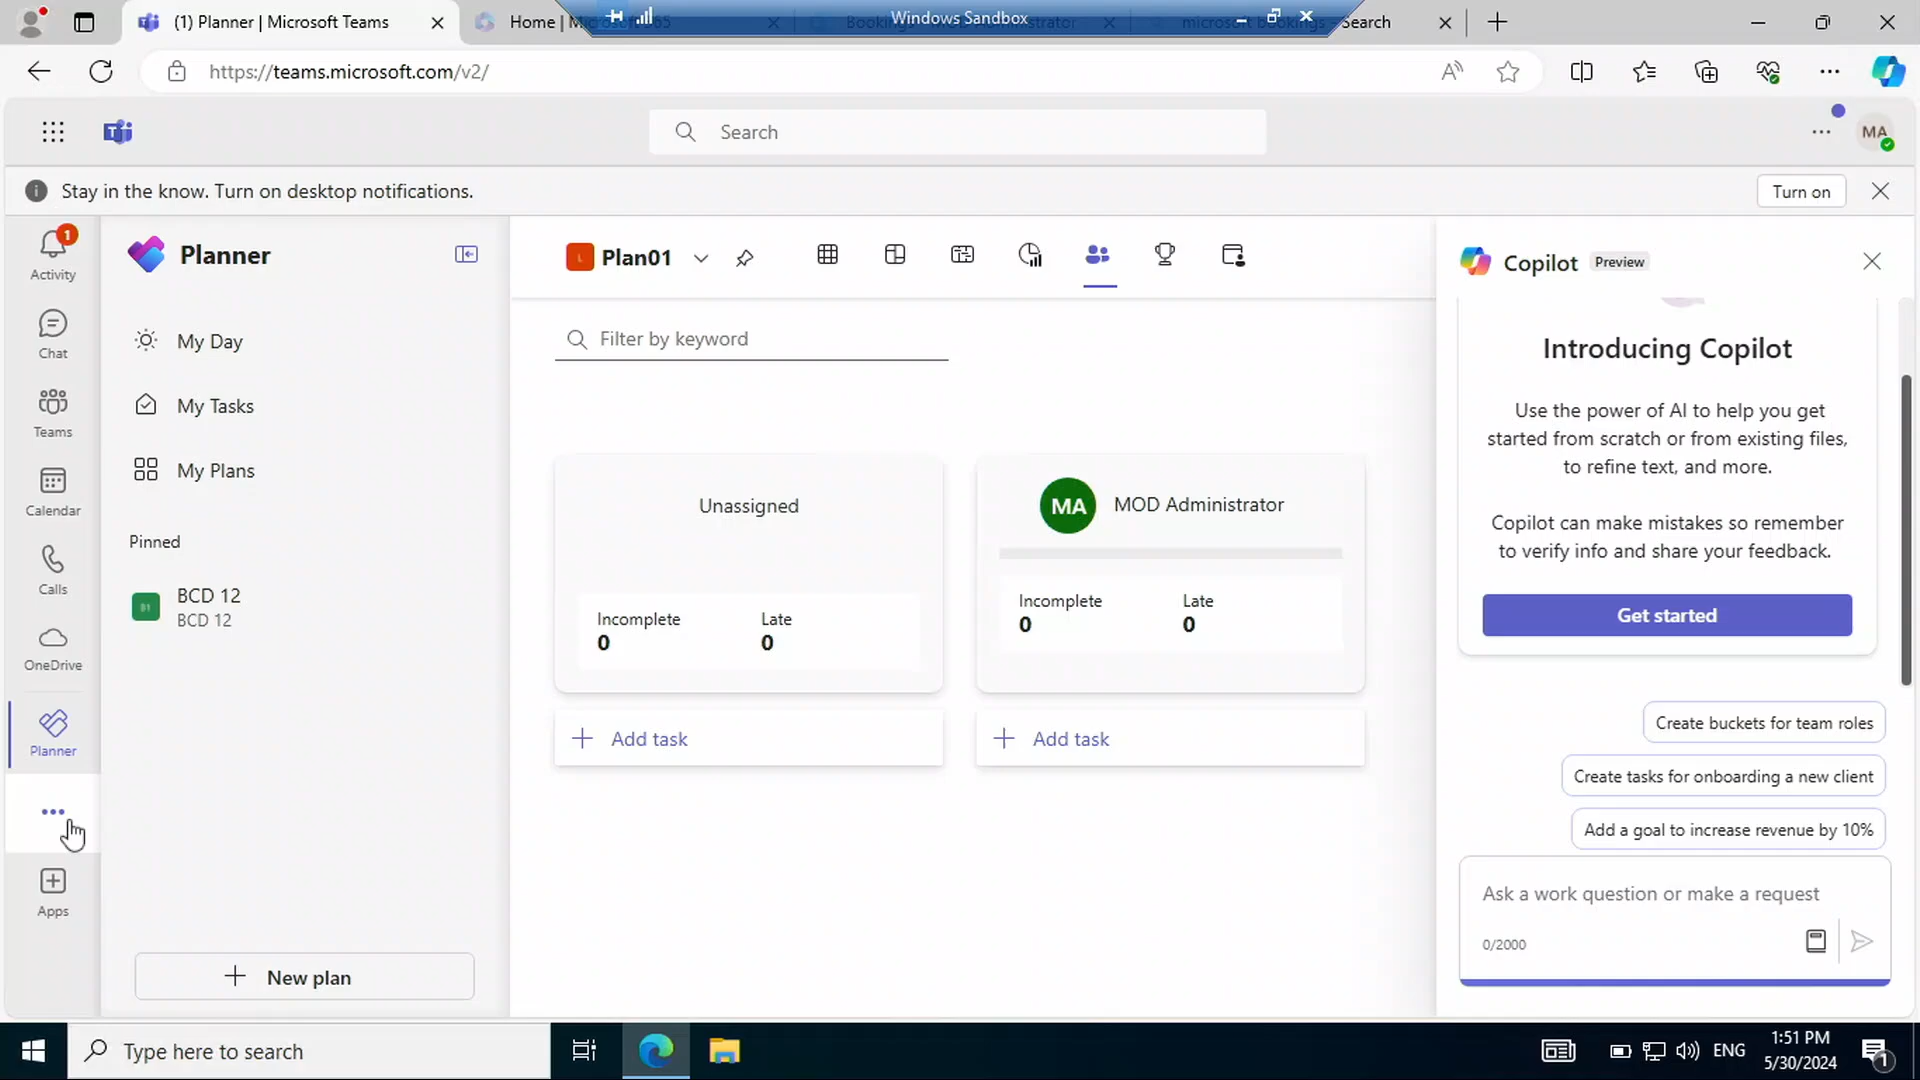 (1) Planner | Microsoft Teams
Home | M
Windows Sandbox
Search
https://teams.microsoft.com/v2/
Search
MA
Stay in the know. Turn on desktop notifications.
Turn on
1
Activity
Chat
Teams
Calendar
Calls
OneDrive
Planner
Apps
Planner
My Day
My Tasks
My Plans
Pinned
B1
BCD 12
BCD 12
New plan
L
Plan01
Filter by keyword
Unassigned
Incomplete
0
Late
0
Add task
MA
MOD Administrator
Incomplete
0
Late
0
Add task
Copilot Preview
Introducing Copilot
Use the power of AI to help you get
started from scratch or from existing files,
to refine text, and more.
Copilot can make mistakes so remember
to verify info and share your feedback.
Get started
Create buckets for team roles
Create tasks for onboarding a new client
Add a goal to increase revenue by 10%
Ask a work question or make a request
0/2000
Type here to search
ENG
1:51 PM
5/30/2024
1